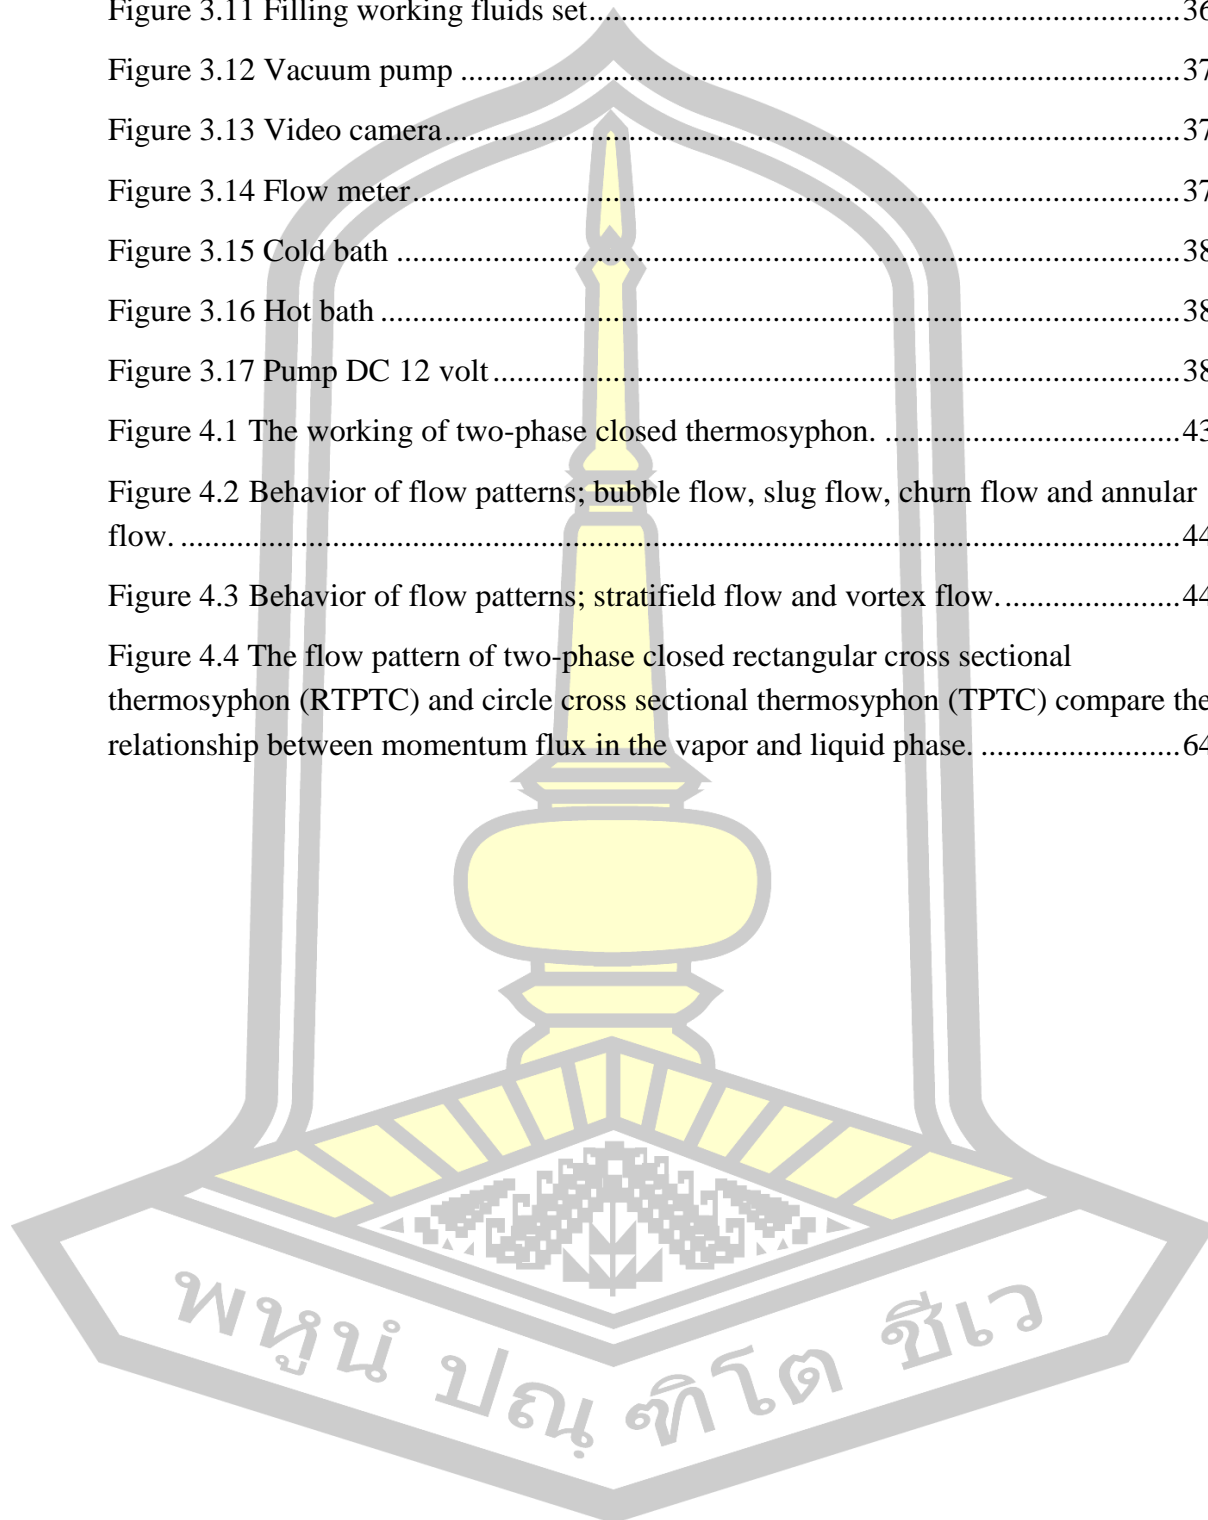 Figure 3.11 Filling working fluids set........................................................................36
Figure 3.12 Vacuum pump ........................................................................................37
Figure 3.13 Video camera..........................................................................................37
Figure 3.14 Flow meter..............................................................................................37
Figure 3.15 Cold bath ................................................................................................38
Figure 3.16 Hot bath ..................................................................................................38
Figure 3.17 Pump DC 12 volt....................................................................................38
Figure 4.1 The working of two-phase closed thermosyphon. ....................................43
Figure 4.2 Behavior of flow patterns; bubble flow, slug flow, churn flow and annular
flow. ...........................................................................................................................44
Figure 4.3 Behavior of flow patterns; stratifield flow and vortex flow.......................44
Figure 4.4 The flow pattern of two-phase closed rectangular cross sectional
thermosyphon (RTPTC) and circle cross sectional thermosyphon (TPTC) compare the
relationship between momentum flux in the vapor and liquid phase. ........................64
พหูนํ ปณฺฑิโต ชีเว